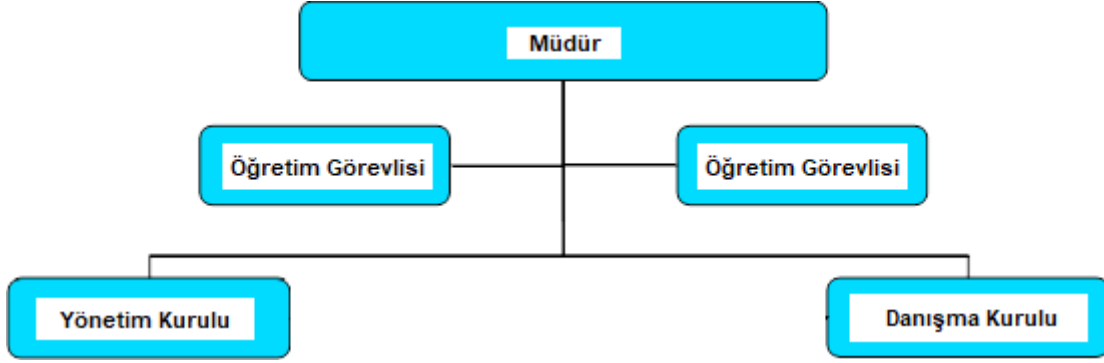 Müdür
Öğretim Görevlisi
Öğretim Görevlisi
Yönetim Kurulu
Danışma Kurulu